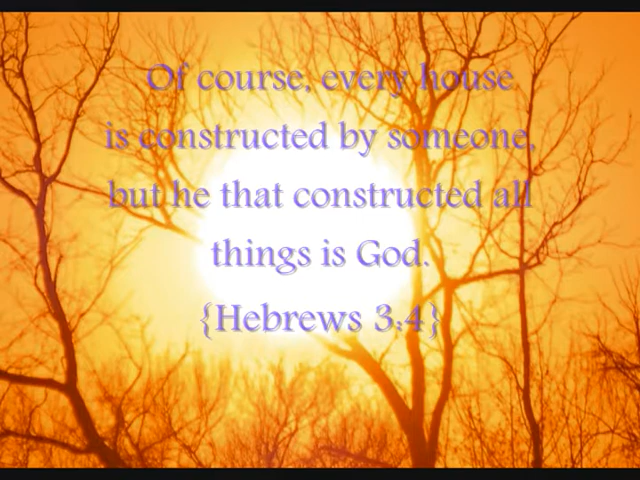 Of course, every house
is constructed by someone,
but he that constructed all
things is God.
{Hebrews 3:4}